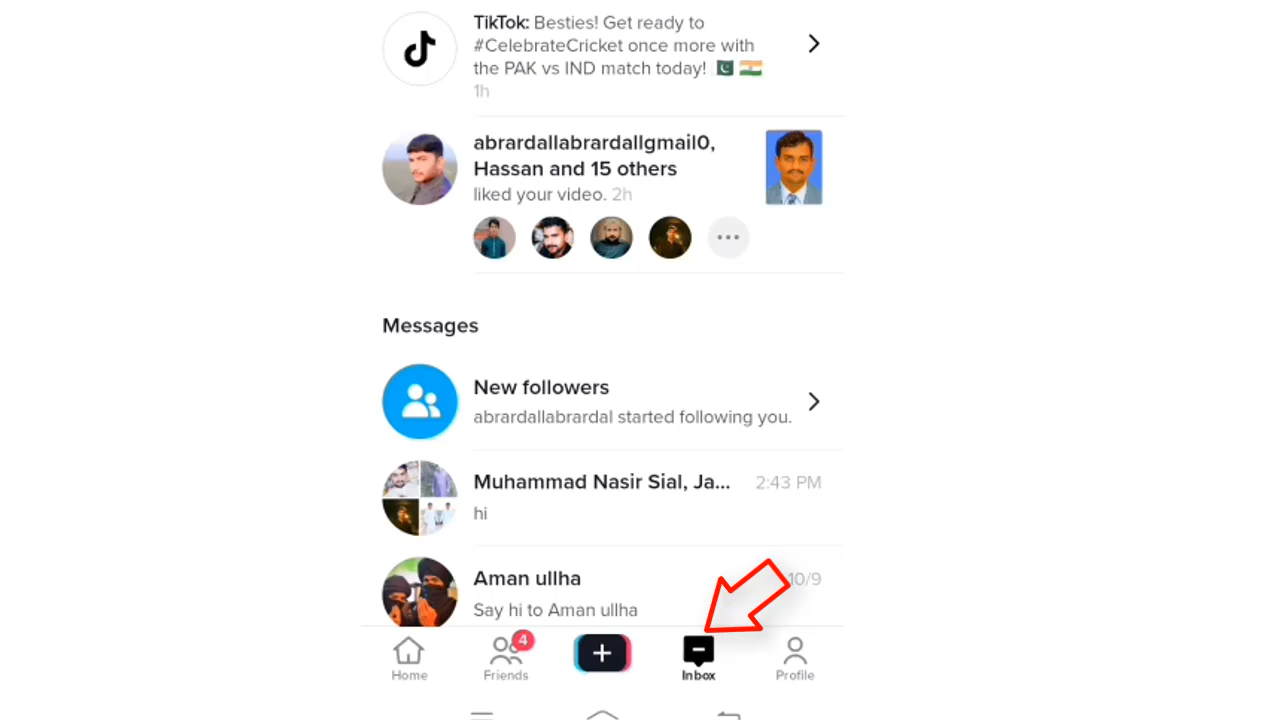 TikTok: Besties! Get ready to
#CelebrateCricket once more with
the PAK vs IND match today! 🇵🇰 🇮🇳
1h
abrardallabrardallgmail0,
Hassan and 15 others
liked your video. 2h
Messages
New followers
abrardallabrardal started following you.
Muhammad Nasir Sial, Ja... 2:43 PM
hi
Aman ullha 10/9
Say hi to Aman ullha
4
Home Friends Inbox Profile